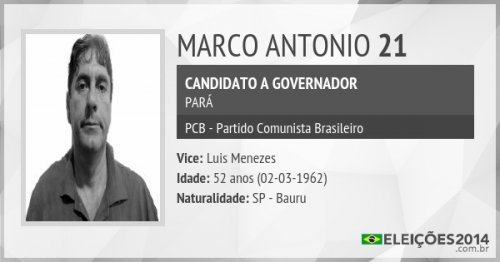 MARCO ANTONIO 21
CANDIDATO A GOVERNADOR
PARÁ
PCB - Partido Comunista Brasileiro
Vice: Luis Menezes
Idade: 52 anos (02-03-1962)
Naturalidade: SP - Bauru
ELEIÇÕES2014
.com.br